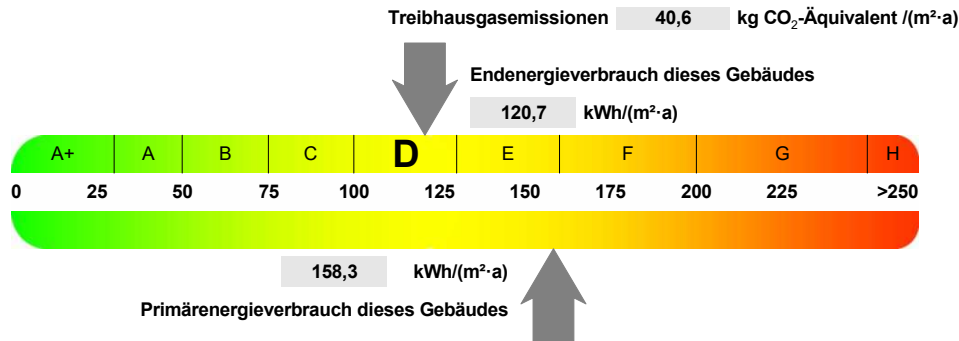 Treibhausgasemissionen 40,6 kg CO₂-Äquivalent /(m²·a)
Endenergieverbrauch dieses Gebäudes
120,7 kWh/(m²·a)
A+ A B C D E F G H
0 25 50 75 100 125 150 175 200 225 >250
158,3 kWh/(m²·a)
Primärenergieverbrauch dieses Gebäudes